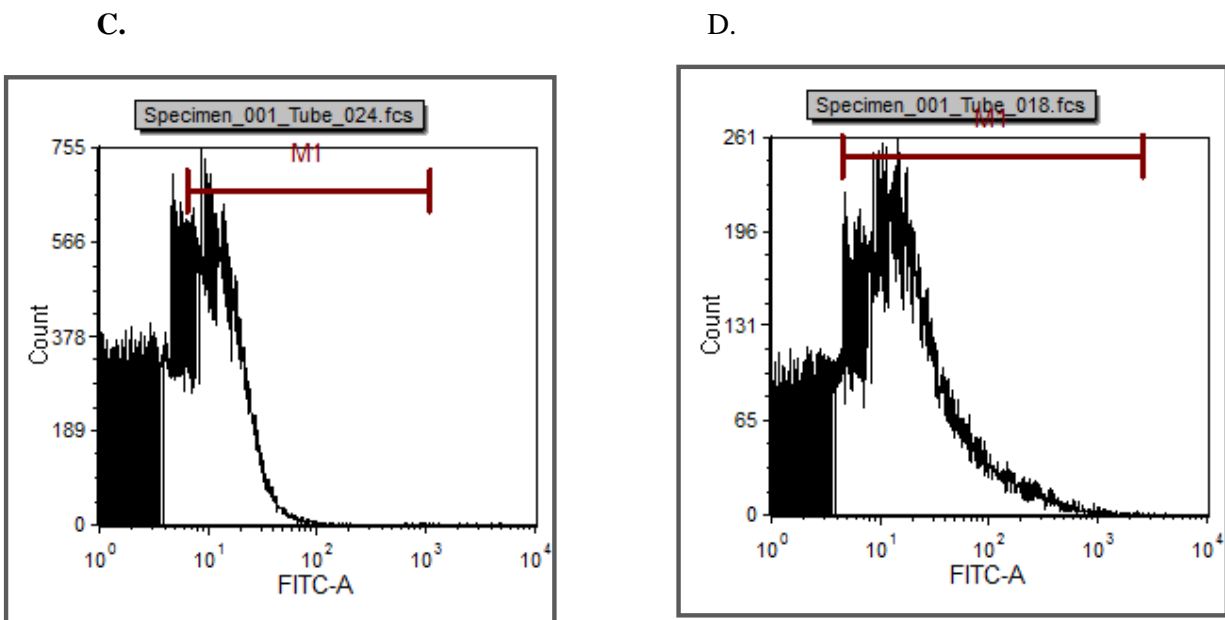 C.
D.
Specimen_001_Tube_024.fcs
755
M1
566
378
189
0
Count
10^0
10^1
10^2
10^3
10^4
FITC-A
Specimen_001_Tube_018.fcs
261
M1
196
131
65
0
Count
10^0
10^1
10^2
10^3
10^4
FITC-A